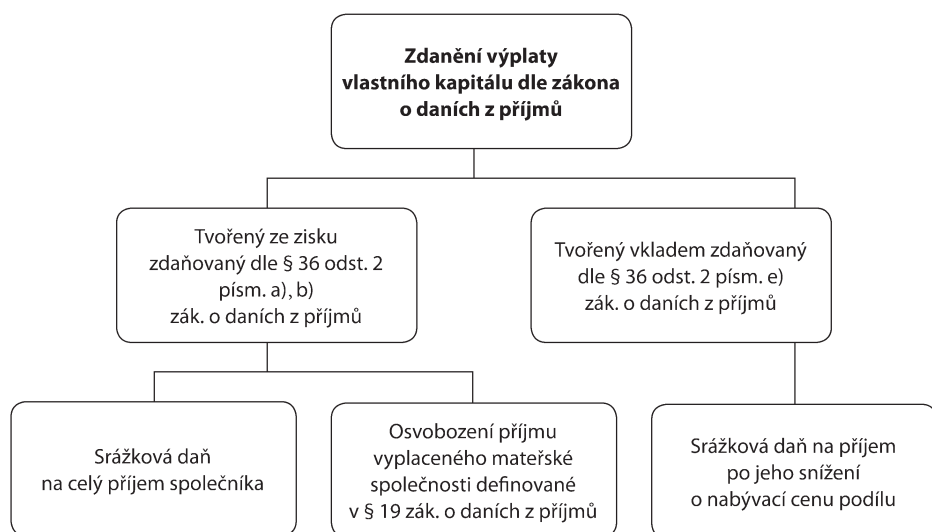 Zdanění výplaty
vlastního kapitálu dle zákona
o daních z příjmů
Tvořený ze zisku
zdaňovaný dle § 36 odst. 2
písm. a), b)
zák. o daních z příjmů
Tvořený vkladem zdaňovaný
dle § 36 odst. 2 písm. e)
zák. o daních z příjmů
Srážková daň
na celý příjem společníka
Osvobození příjmu
vyplaceného mateřské
společnosti definované
v § 19 zák. o daních z příjmů
Srážková daň na příjem
po jeho snížení
o nabývací cenu podílu